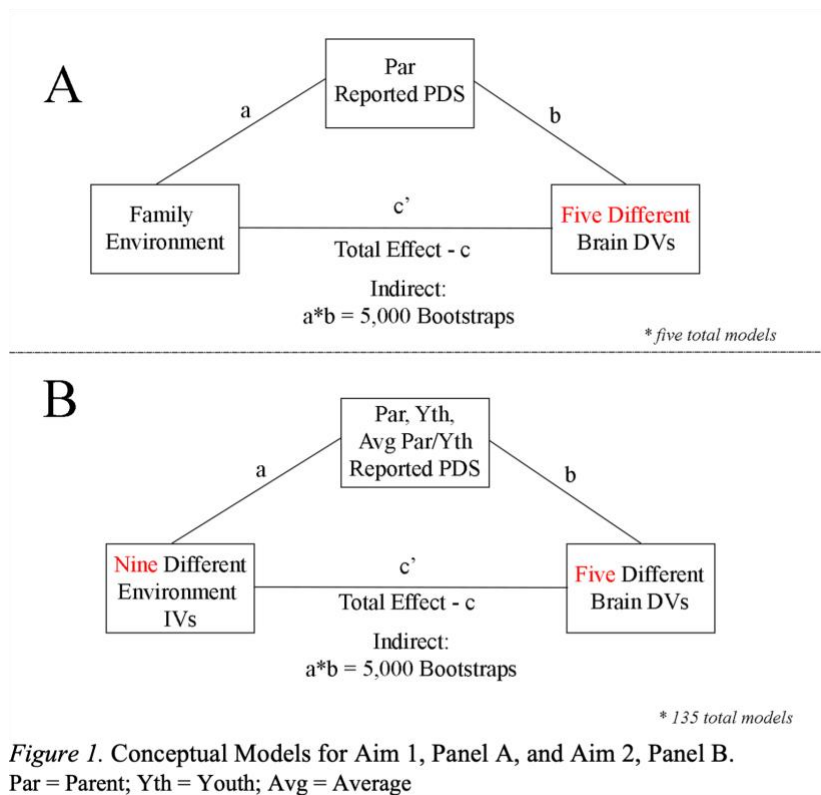 A
Par
Reported PDS
a
b
Family
Environment
c’
Five Different
Brain DVs
Total Effect - c
Indirect:
a*b = 5,000 Bootstraps
* five total models
B
Par, Yth,
Avg Par/Yth
Reported PDS
a
b
Nine Different
Environment
IVs
c’
Five Different
Brain DVs
Total Effect - c
Indirect:
a*b = 5,000 Bootstraps
* 135 total models
Figure 1. Conceptual Models for Aim 1, Panel A, and Aim 2, Panel B.
Par = Parent; Yth = Youth; Avg = Average